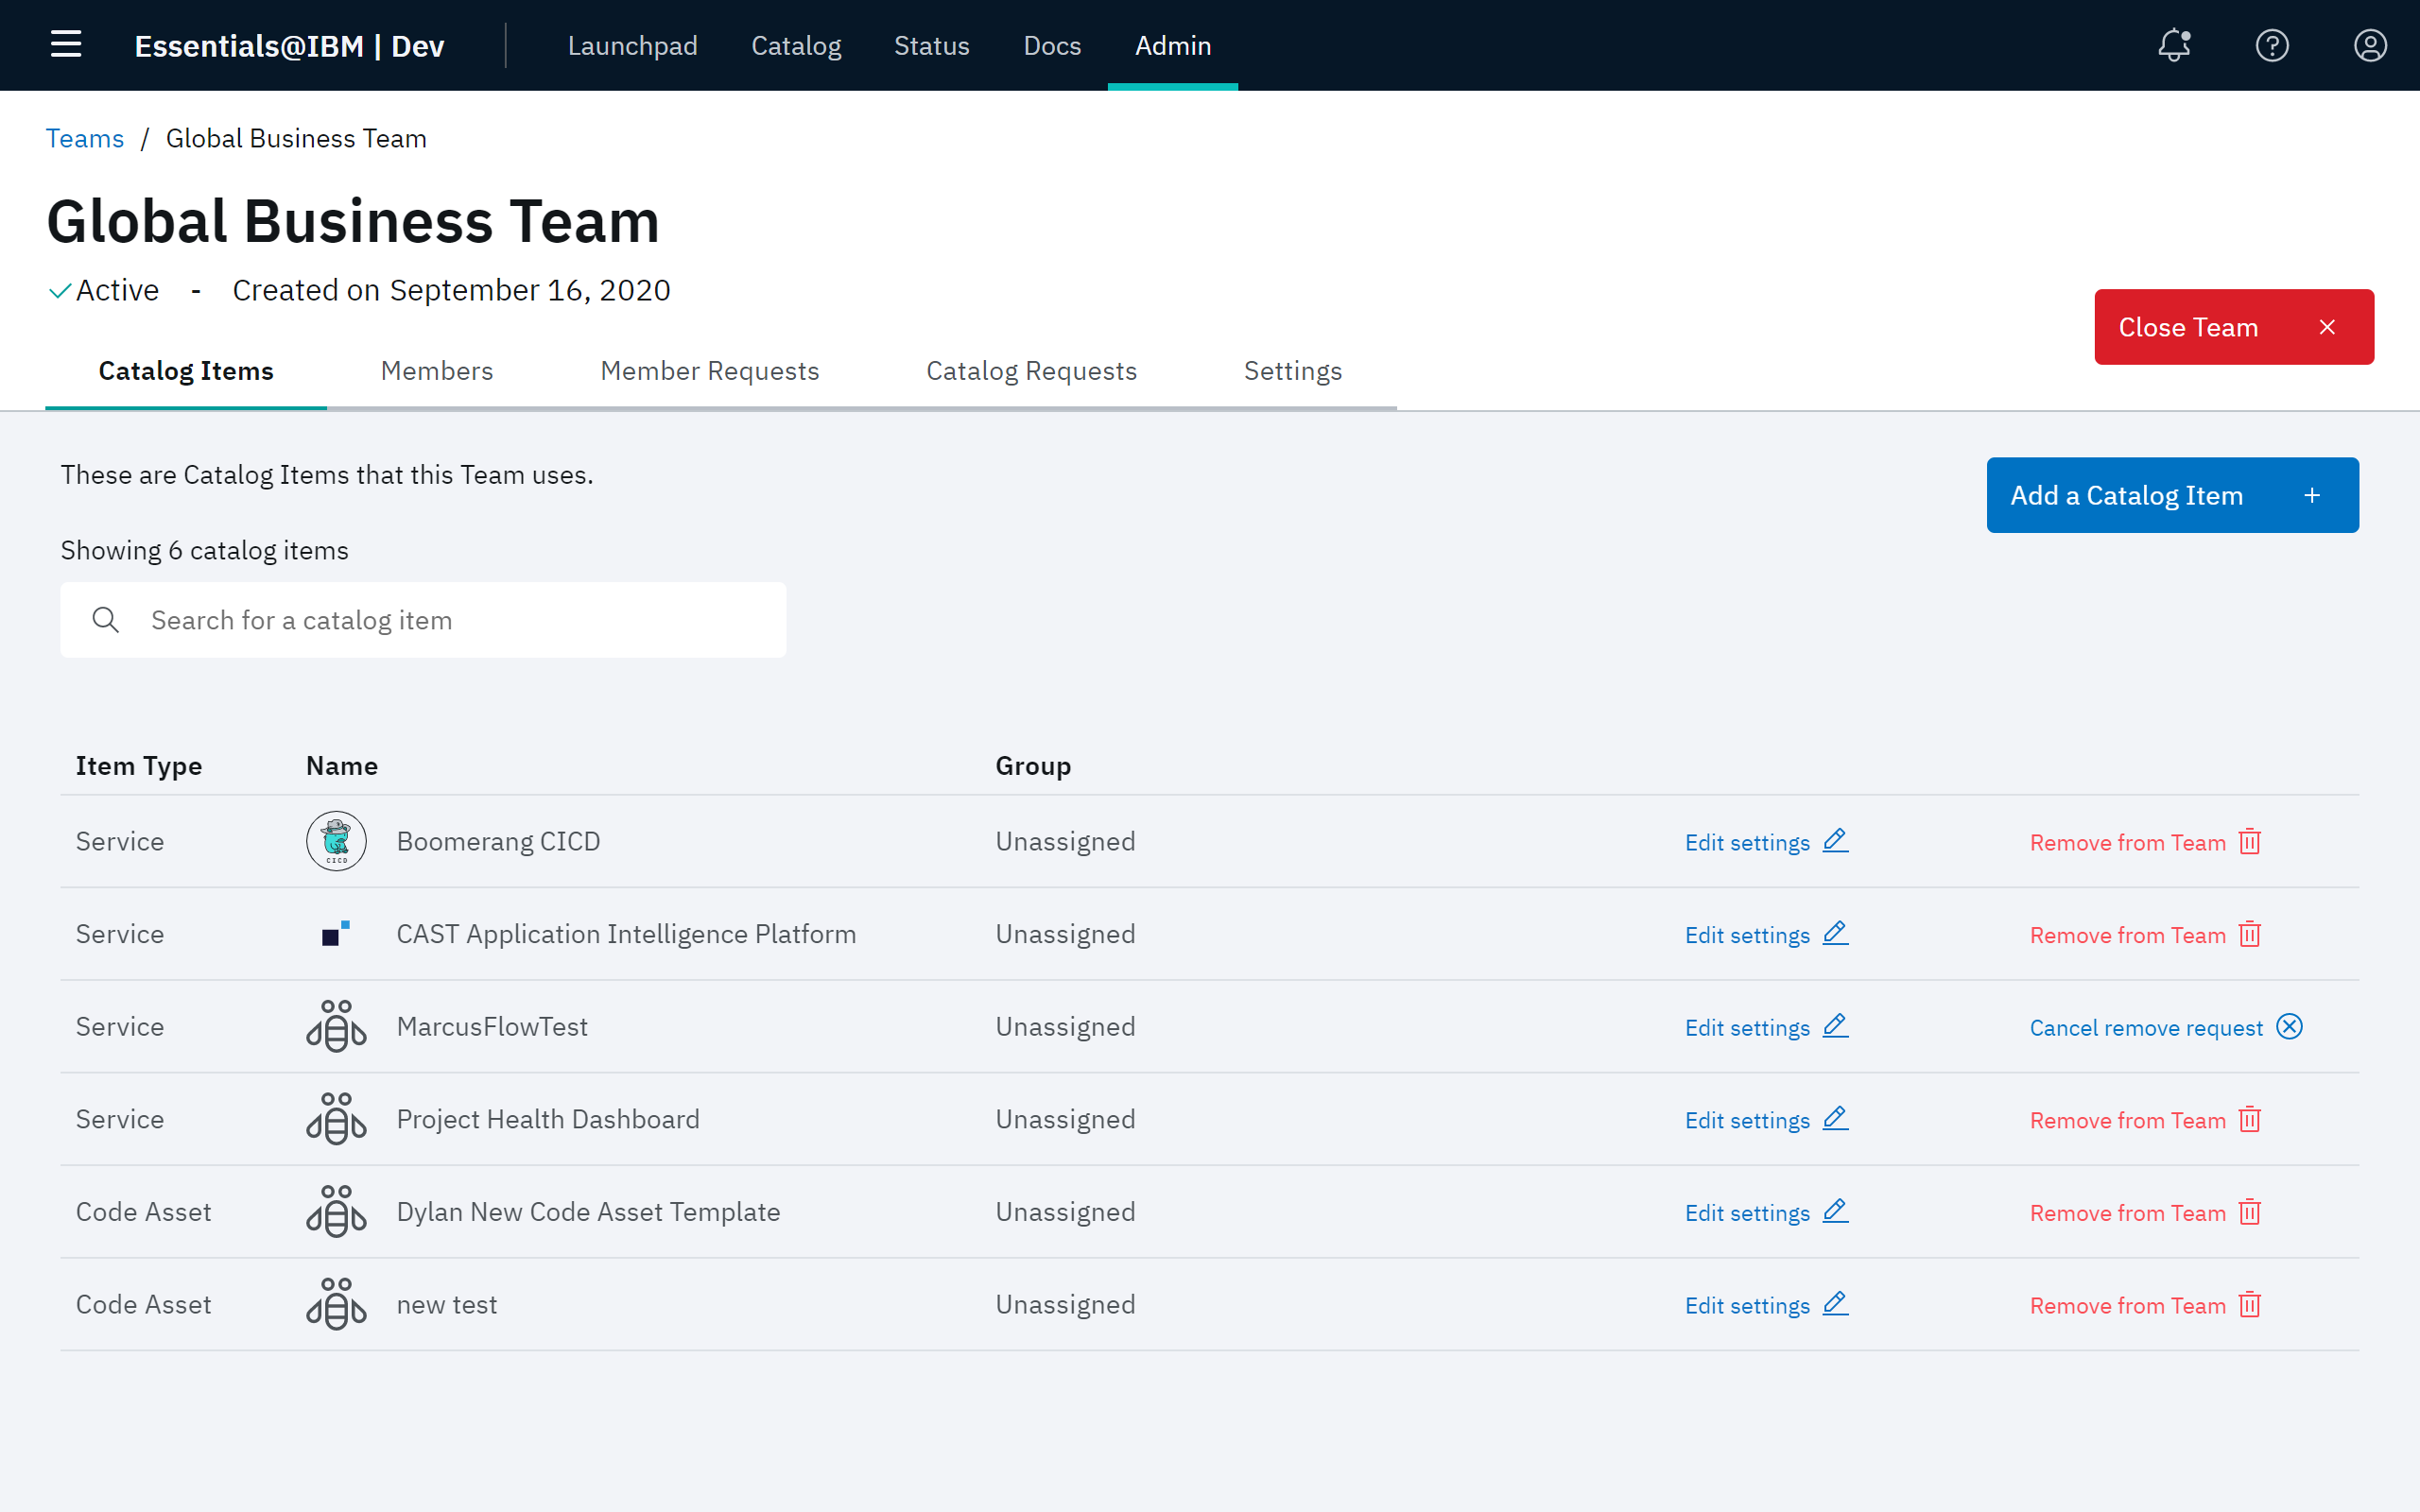 Essentials@IBM | Dev Launchpad Catalog Status Docs Admin
Teams / Global Business Team
Global Business Team
Active - Created on September 16, 2020
Close Team
Catalog Items Members Member Requests Catalog Requests Settings
These are Catalog Items that this Team uses.
Add a Catalog Item
Showing 6 catalog items
Search for a catalog item
Item Type Name Group
Service CICD Boomerang CICD Unassigned Edit settings Remove from Team
Service CAST Application Intelligence Platform Unassigned Edit settings Remove from Team
Service MarcusFlowTest Unassigned Edit settings Cancel remove request
Service Project Health Dashboard Unassigned Edit settings Remove from Team
Code Asset Dylan New Code Asset Template Unassigned Edit settings Remove from Team
Code Asset new test Unassigned Edit settings Remove from Team